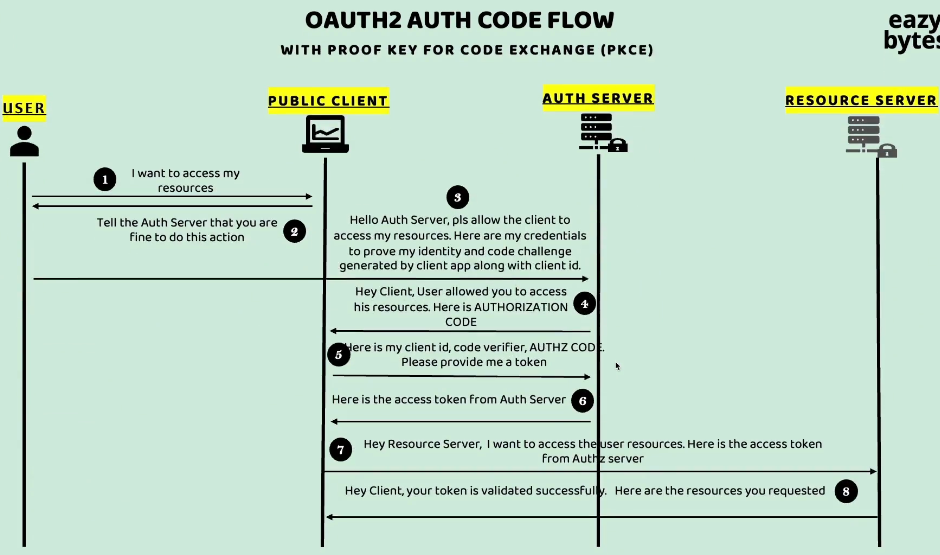 OAUTH2 AUTH CODE FLOW
WITH PROOF KEY FOR CODE EXCHANGE (PKCE)
eazy
bytes
USER
PUBLIC CLIENT
AUTH SERVER
RESOURCE SERVER
1
I want to access my
resources
Tell the Auth Server that you are
fine to do this action
2
3
Hello Auth Server, pls allow the client to
access my resources. Here are my credentials
to prove my identity and code challenge
generated by client app along with client id.
Hey Client, User allowed you to access
his resources. Here is AUTHORIZATION
CODE
4
5
Here is my client id, code verifier, AUTHZ CODE.
Please provide me a token
Here is the access token from Auth Server
6
7
Hey Resource Server, I want to access the user resources. Here is the access token
from Authz server
Hey Client, your token is validated successfully. Here are the resources you requested
8